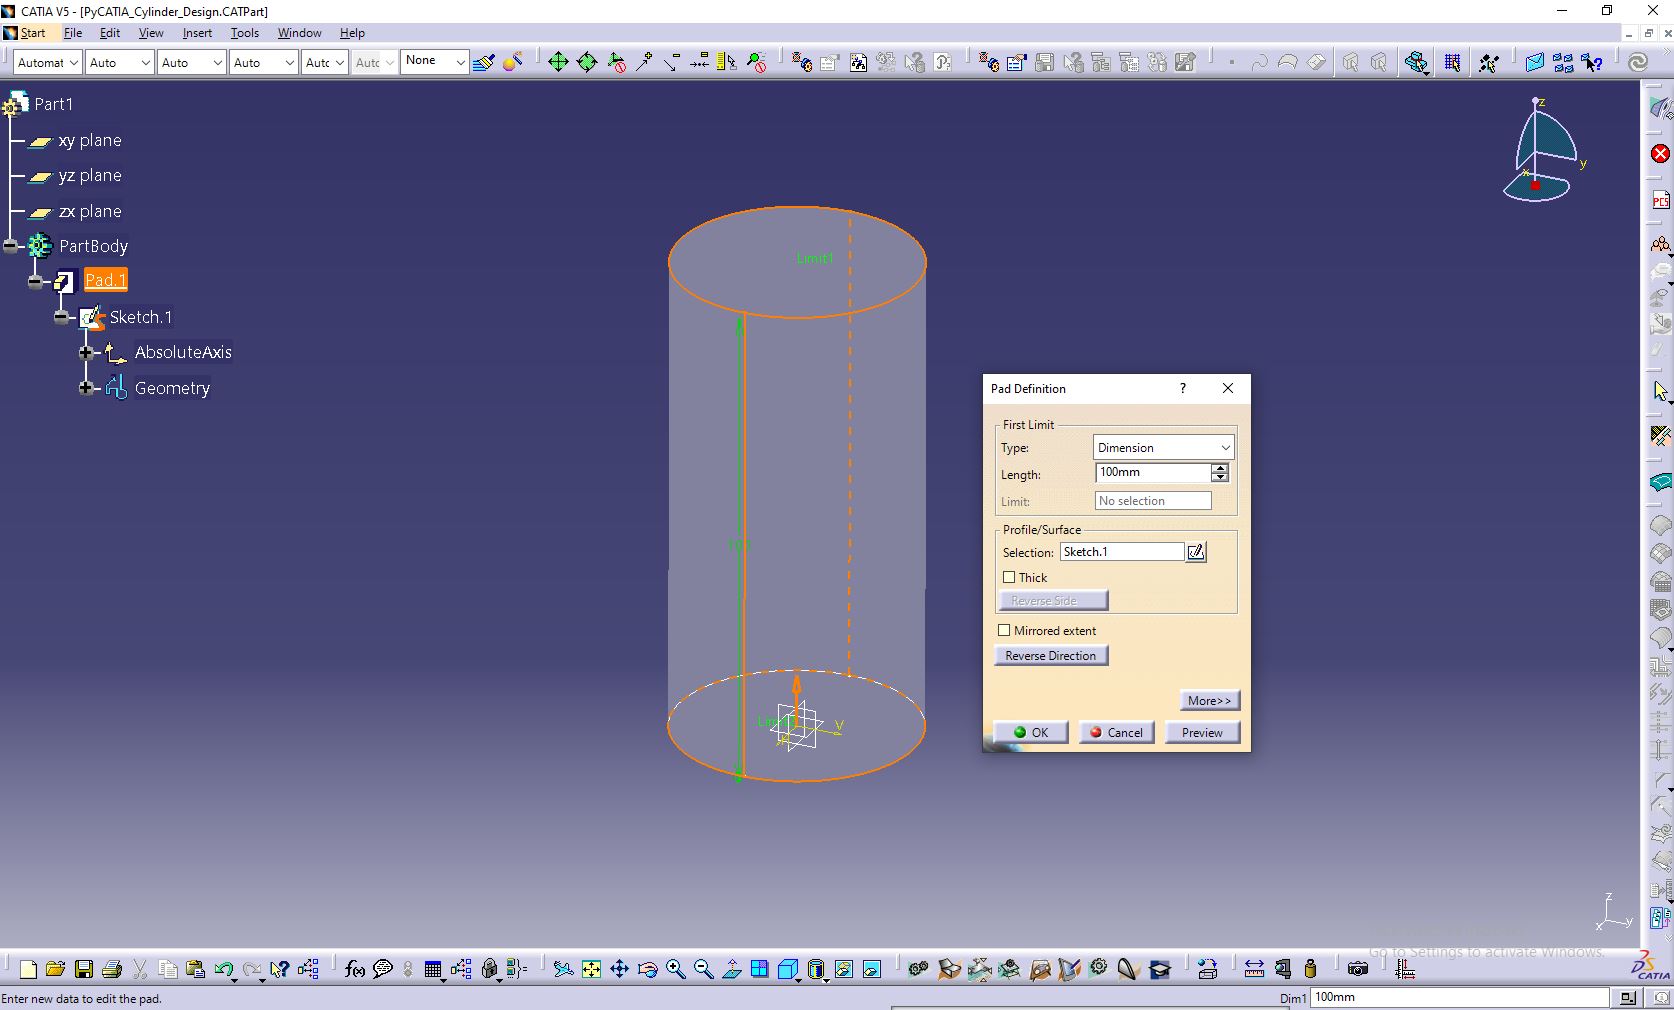 CATIA V5 - [PyCATIA_Cylinder_Design.CATPart]
Start File Edit View Insert Tools Window Help
Automat Auto Auto Auto Autc Autc None
Part1
xy plane
yz plane
zx plane
PartBody
Pad.1
Sketch.1
AbsoluteAxis
Geometry
z
y
x
Limit1
V
Pad Definition ?
First Limit
Type: Dimension
Length: 100mm
Limit: No selection
Profile/Surface
Selection: Sketch.1
Thick
Reverse Side
Mirrored extent
Reverse Direction
More>>
OK Cancel Preview
PCS
z
x y
Go to Settings to activate Windows.
f(x)
CATIA
Enter new data to edit the pad.
Dim1 100mm